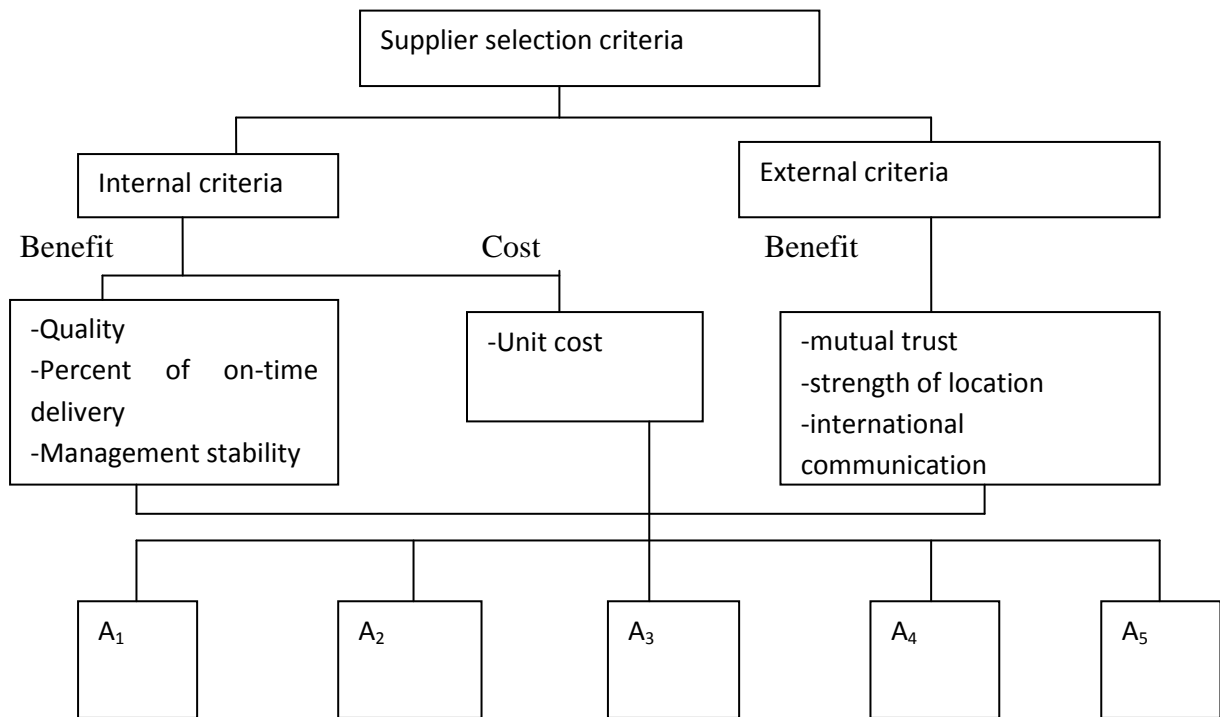 Supplier selection criteria
Internal criteria
External criteria
Benefit
Cost
Benefit
-Quality
-Percent of on-time
delivery
-Management stability
-Unit cost
-mutual trust
-strength of location
-international
communication
A₁
A₂
A₃
A₄
A₅